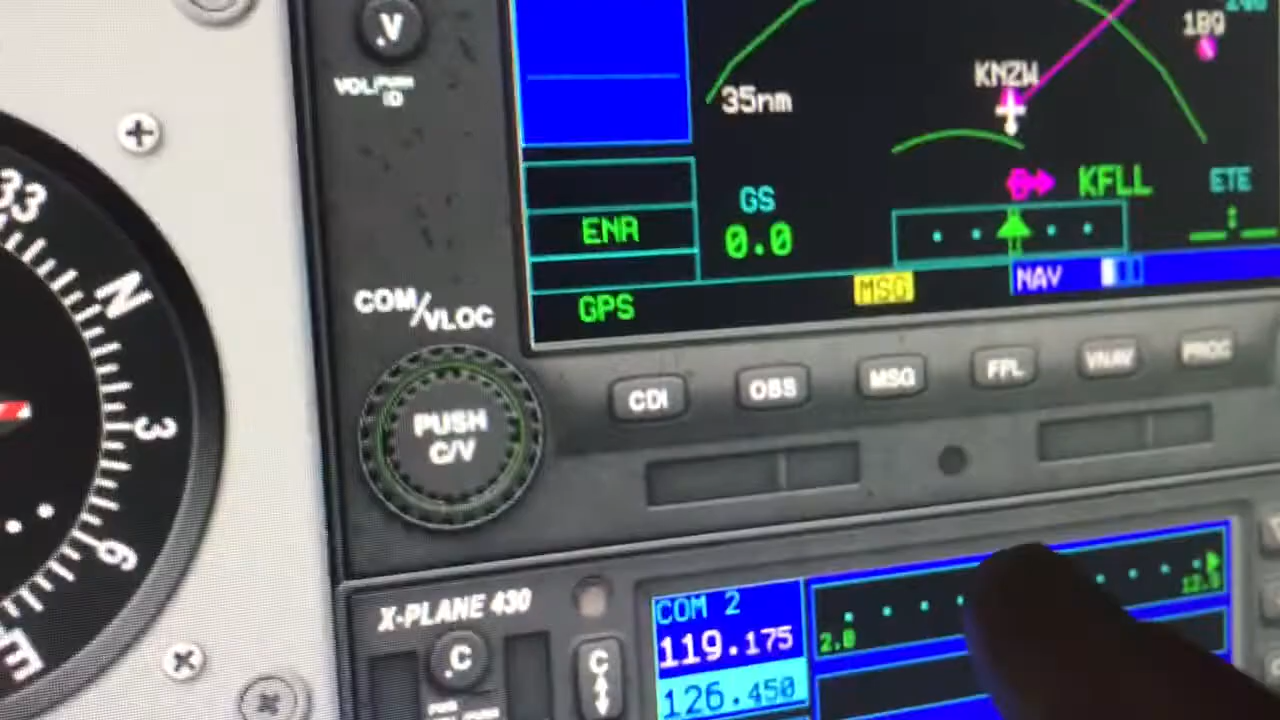 V
VOL/PUSH
ID
189
KNZW
35nm
KFLL
ETE
GS
ENR
0.0
MSG
NAV
GPS
COM/VLOC
CDI
OBS
MSG
FPL
VNAV
PROC
PUSH
C/V
33
N
3
6
E
X-PLANE 430
C
C
COM 2
119.175
126.450
2.0